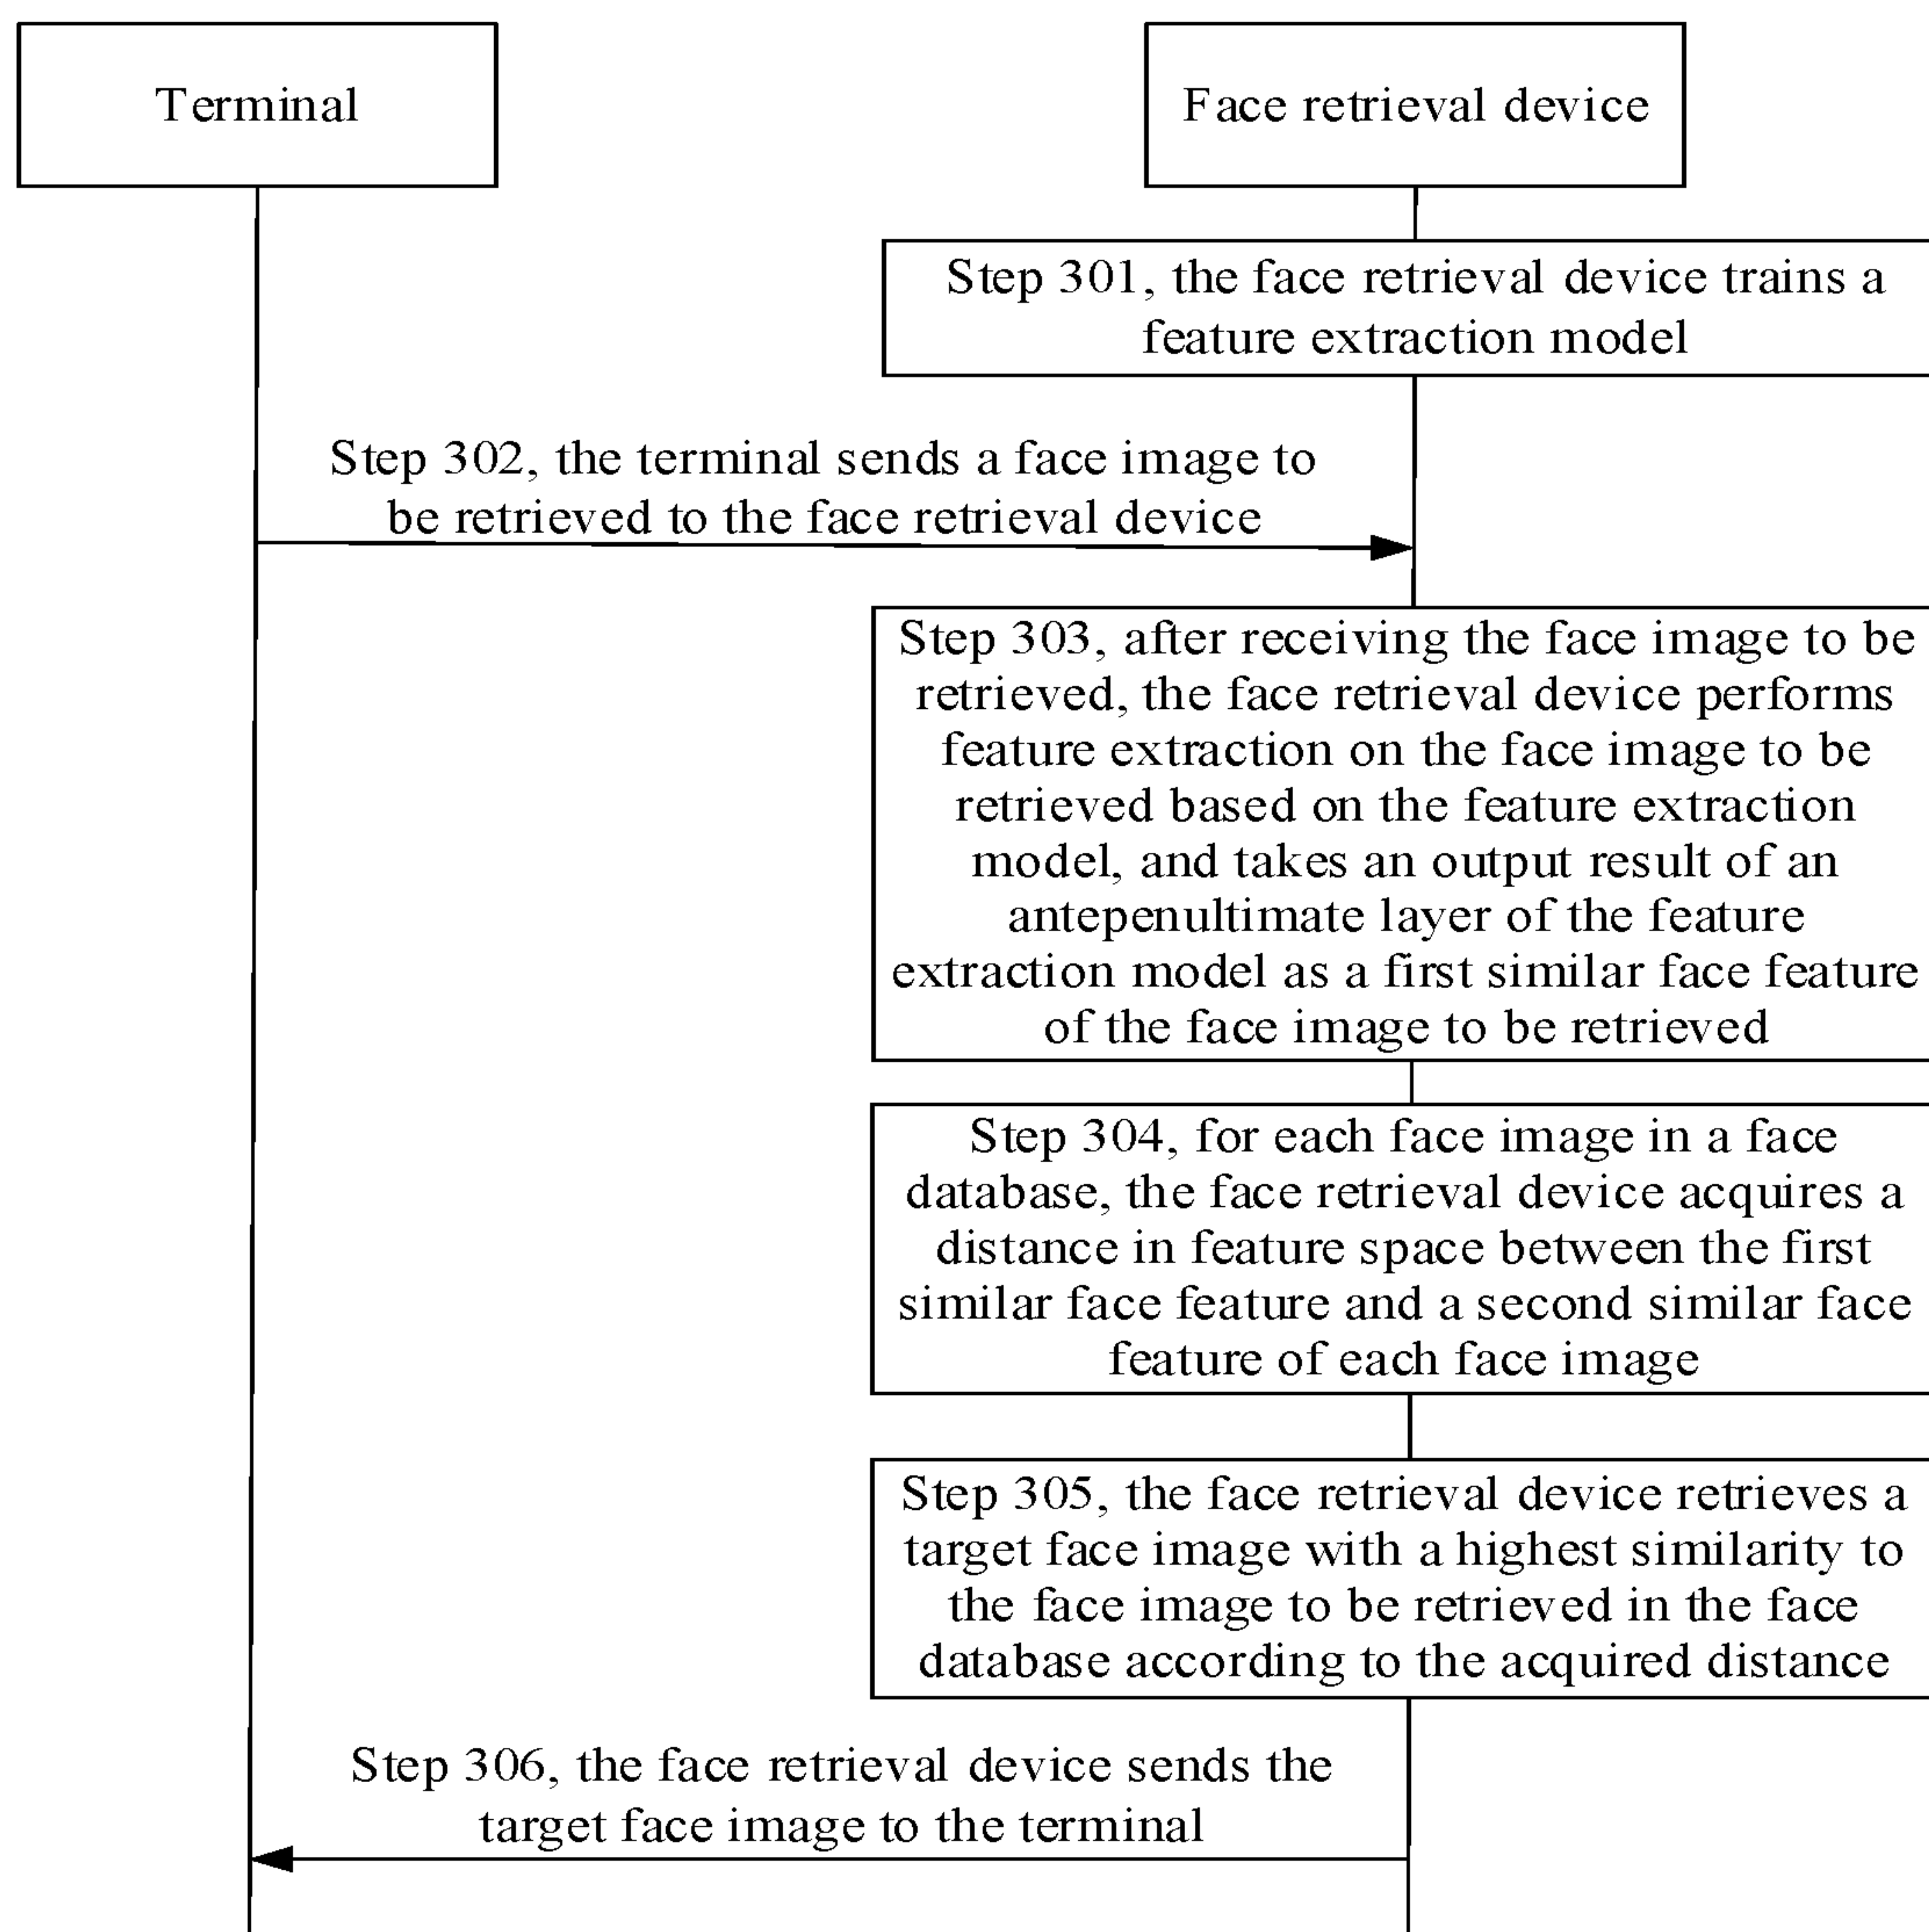 Terminal
Face retrieval device
Step 301, the face retrieval device trains a
feature extraction model
Step 302, the terminal sends a face image to
be retrieved to the face retrieval device
Step 303, after receiving the face image to be
retrieved, the face retrieval device performs
feature extraction on the face image to be
retrieved based on the feature extraction
model, and takes an output result of an
antepenultimate layer of the feature
extraction model as a first similar face feature
of the face image to be retrieved
Step 304, for each face image in a face
database, the face retrieval device acquires a
distance in feature space between the first
similar face feature and a second similar face
feature of each face image
Step 305, the face retrieval device retrieves a
target face image with a highest similarity to
the face image to be retrieved in the face
database according to the acquired distance
Step 306, the face retrieval device sends the
target face image to the terminal